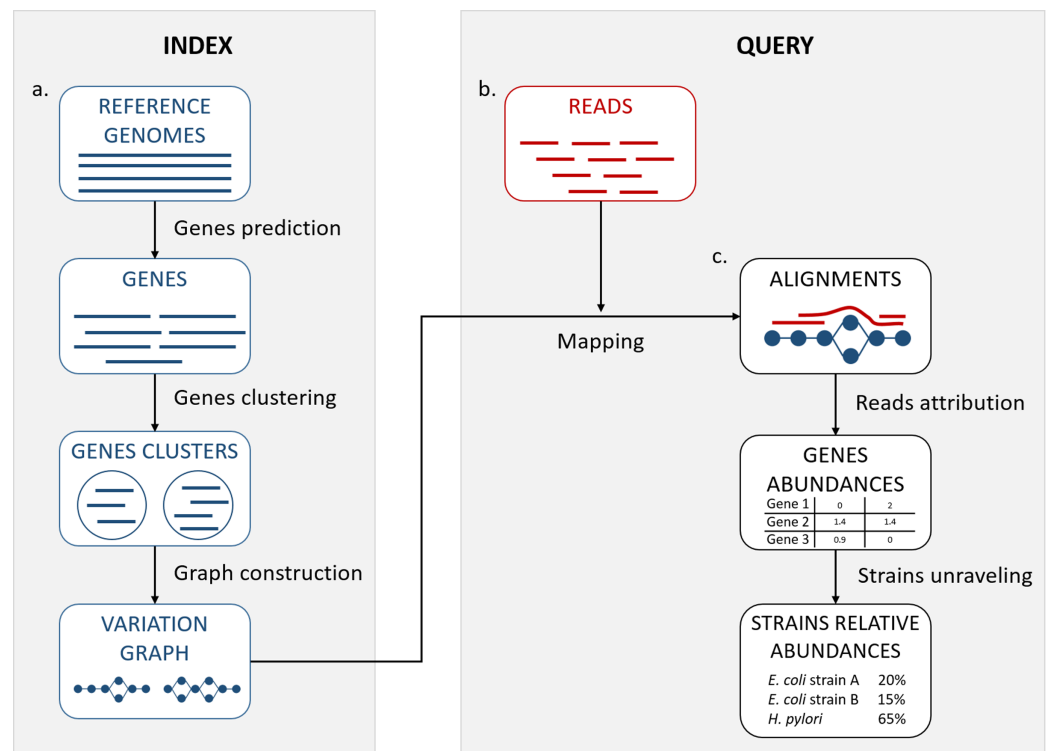 INDEX
a.
REFERENCE
GENOMES
Genes prediction
GENES
Genes clustering
GENES CLUSTERS
Graph construction
VARIATION
GRAPH
QUERY
b.
READS
Mapping
c.
ALIGNMENTS
Reads attribution
GENES
ABUNDANCES
Gene 1 0 2
Gene 2 1.4 1.4
Gene 3 0.9 0
Strains unraveling
STRAINS RELATIVE
ABUNDANCES
E. coli strain A 20%
E. coli strain B 15%
H. pylori 65%